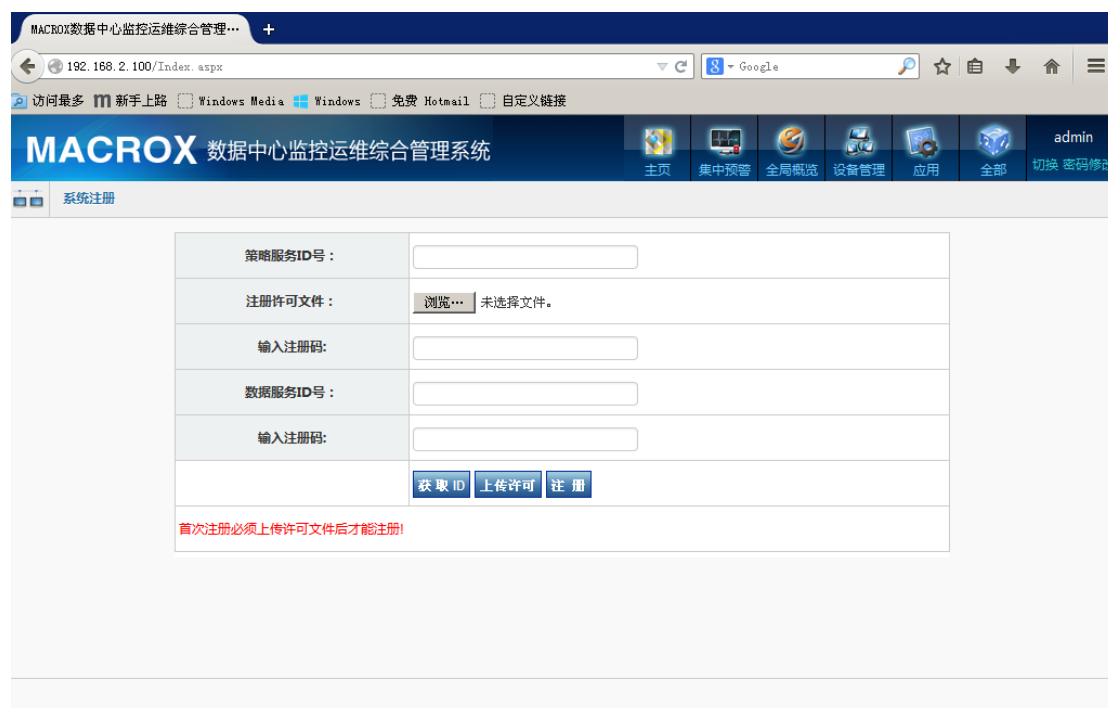 MACROX数据中心监控运维综合管理…
+
192.168.2.100/Index.aspx
8
Google
访问最多 新手上路 Windows Media Windows 免费 Hotmail 自定义链接
MACROX 数据中心监控运维综合管理系统
主页 集中预警 全局概览 设备管理 应用 全部
admin
切换 密码修改
系统注册
策略服务ID号：
注册许可文件：
浏览… 未选择文件。
输入注册码:
数据服务ID号：
输入注册码:
获取ID 上传许可 注册
首次注册必须上传许可文件后才能注册!